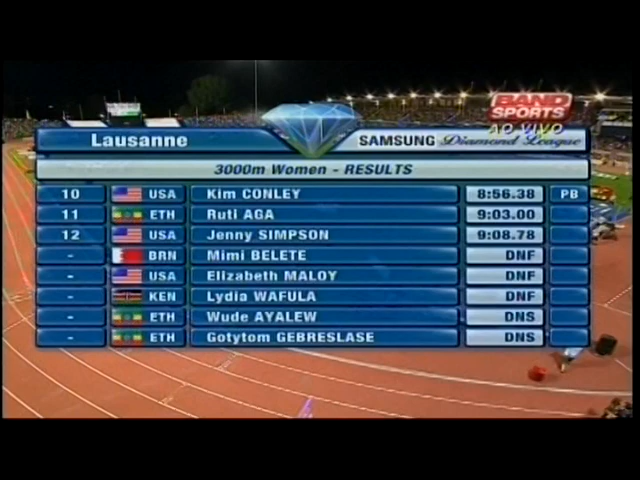 BAND
SPORTS
AO VIVO
Lausanne
SAMSUNG Diamond League
3000m Women - RESULTS
10 USA Kim CONLEY 8:56.38 PB
11 ETH Ruti AGA 9:03.00
12 USA Jenny SIMPSON 9:08.78
- BRN Mimi BELETE DNF
- USA Elizabeth MALOY DNF
- KEN Lydia WAFULA DNF
- ETH Wude AYALEW DNS
- ETH Gotytom GEBRESLASE DNS